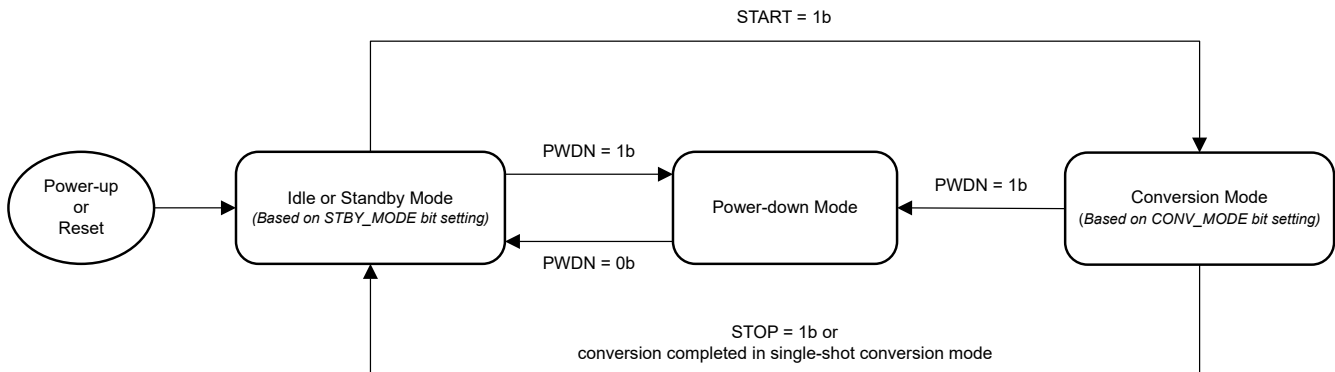 START = 1b
PWDN = 1b
Power-up
or
Reset
Idle or Standby Mode
(Based on STBY_MODE bit setting)
Power-down Mode
PWDN = 1b
Conversion Mode
(Based on CONV_MODE bit setting)
PWDN = 0b
STOP = 1b or
conversion completed in single-shot conversion mode